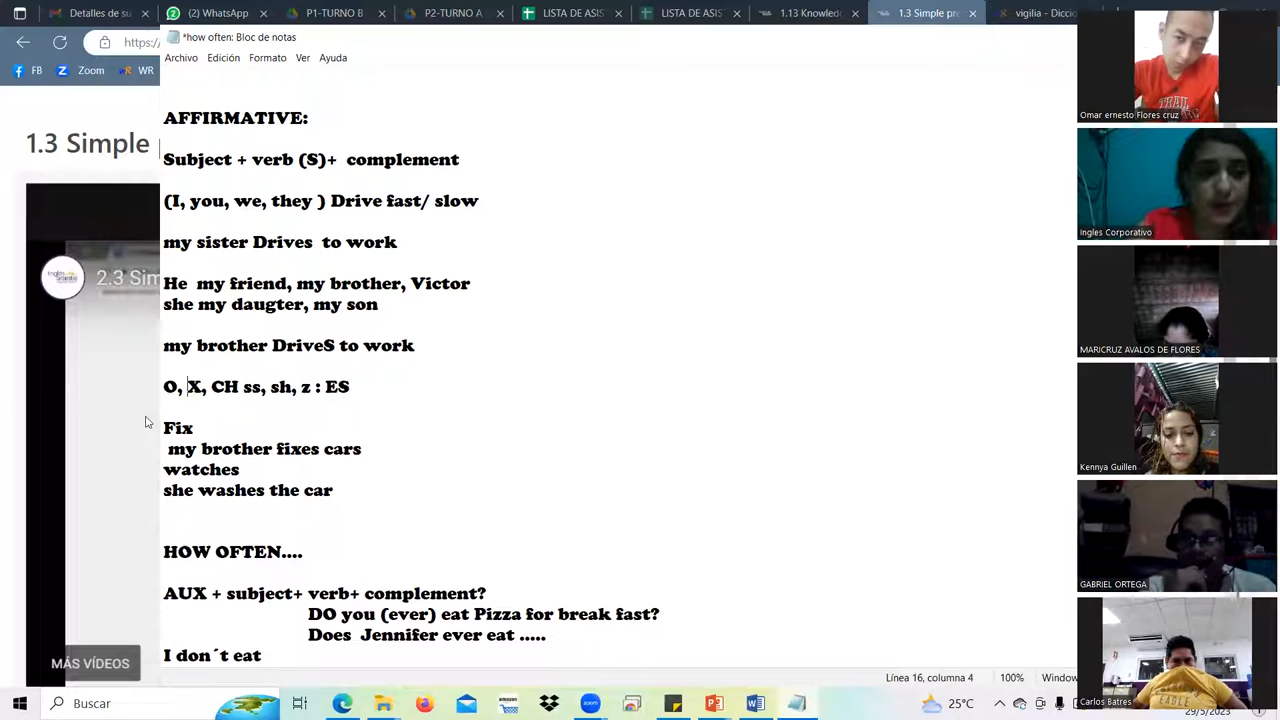 Detalles de
WhatsApp
P1-TURNO B
P2-TURNO A
LISTA DE ASIS
LISTA DE ASIS
1.13 Knowled
1.3 Simple pre
vigilia - Diccio
https:/
FB
Zoom
WR
*how often: Bloc de notas
Archivo Edición Formato Ver Ayuda
AFFIRMATIVE:
Subject + verb (S)+ complement
(I, you, we, they ) Drive fast/ slow
my sister Drives to work
He my friend, my brother, Victor
she my daugter, my son
my brother DriveS to work
O, X, CH ss, sh, z : ES
Fix
my brother fixes cars
watches
she washes the car
HOW OFTEN....
AUX + subject+ verb+ complement?
DO you (ever) eat Pizza for break fast?
Does Jennifer ever eat .....
I don´t eat
1.3 Simple
2.3 Sim
MÁS VÍDEOS
Línea 16, columna 4
100%
Window
Buscar
25°C
29/5/2023
Omar ernesto Flores cruz
Ingles Corporativo
MARICRUZ AVALOS DE FLORES
Kennya Guillen
GABRIEL ORTEGA
Carlos Batres